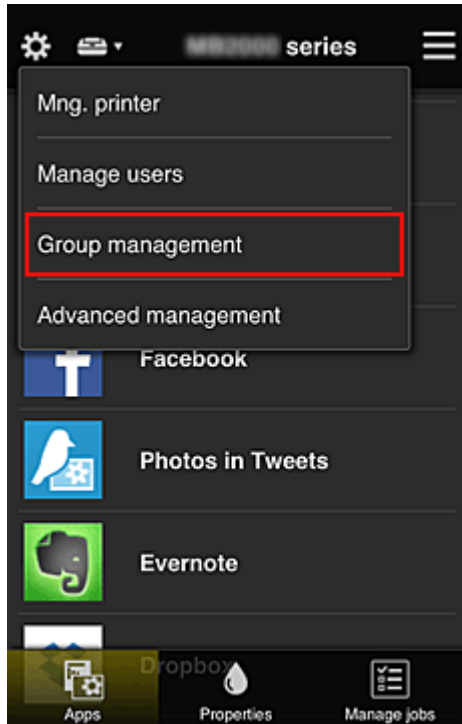 series
Mng. printer
Manage users
Group management
Advanced management
Facebook
Photos in Tweets
Evernote
Dropbox
Apps
Properties
Manage jobs